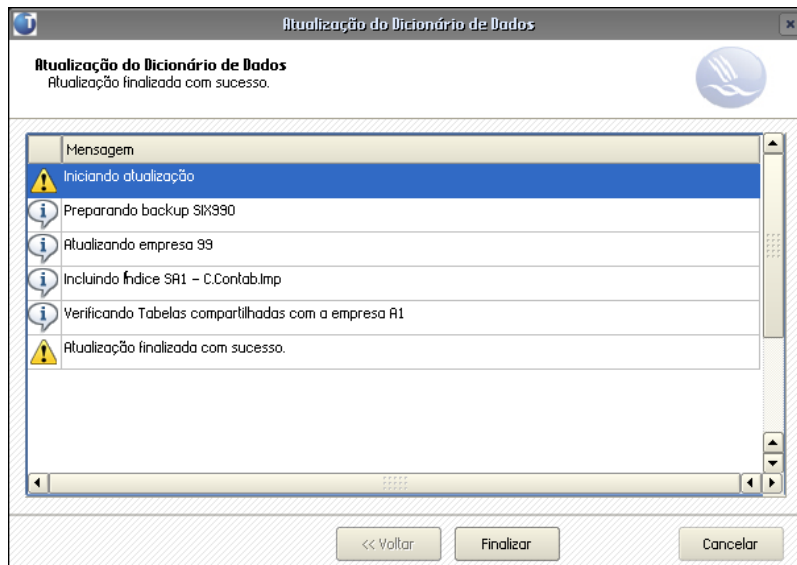 Atualização do Dicionário de Dados
Atualização do Dicionário de Dados
Atualização finalizada com sucesso.
Mensagem
Iniciando atualização
Preparando backup SIX990
Atualizando empresa 99
Incluindo Índice SA1 - C.Contab.Imp
Verificando Tabelas compartilhadas com a empresa A1
Atualização finalizada com sucesso.
<< Voltar
Finalizar
Cancelar